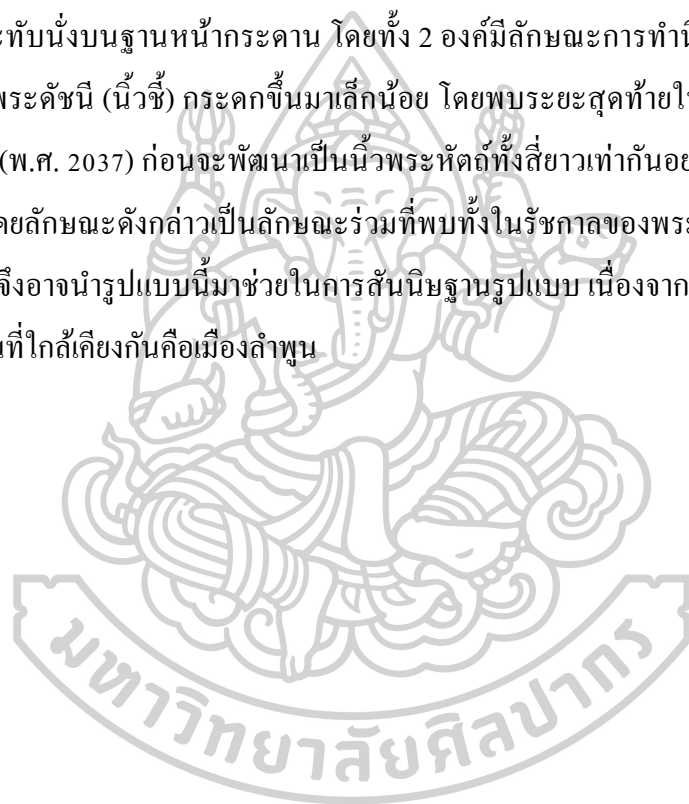 ะทับนั่งบนฐานหน้ากระดาน โดยทั้ง 2 องค์มีลักษณะการทำนิ
พระดัชนี (นิ้วชี้) กระดกขึ้นมาเล็กน้อย โดยพบระยะสุดท้ายใ
(พ.ศ. 2037) ก่อนจะพัฒนาเป็นนิ้วพระหัตถ์ทั้งสี่ยาวเท่ากันอย
ดยลักษณะดังกล่าวเป็นลักษณะร่วมที่พบทั้งในรัชกาลของพระ
จึงอาจนำรูปแบบนี้มาช่วยในการสันนิษฐานรูปแบบ เนื่องจาก
นที่ใกล้เคียงกันคือเมืองลำพูน
มหาวิทยาลัยศิลปากร